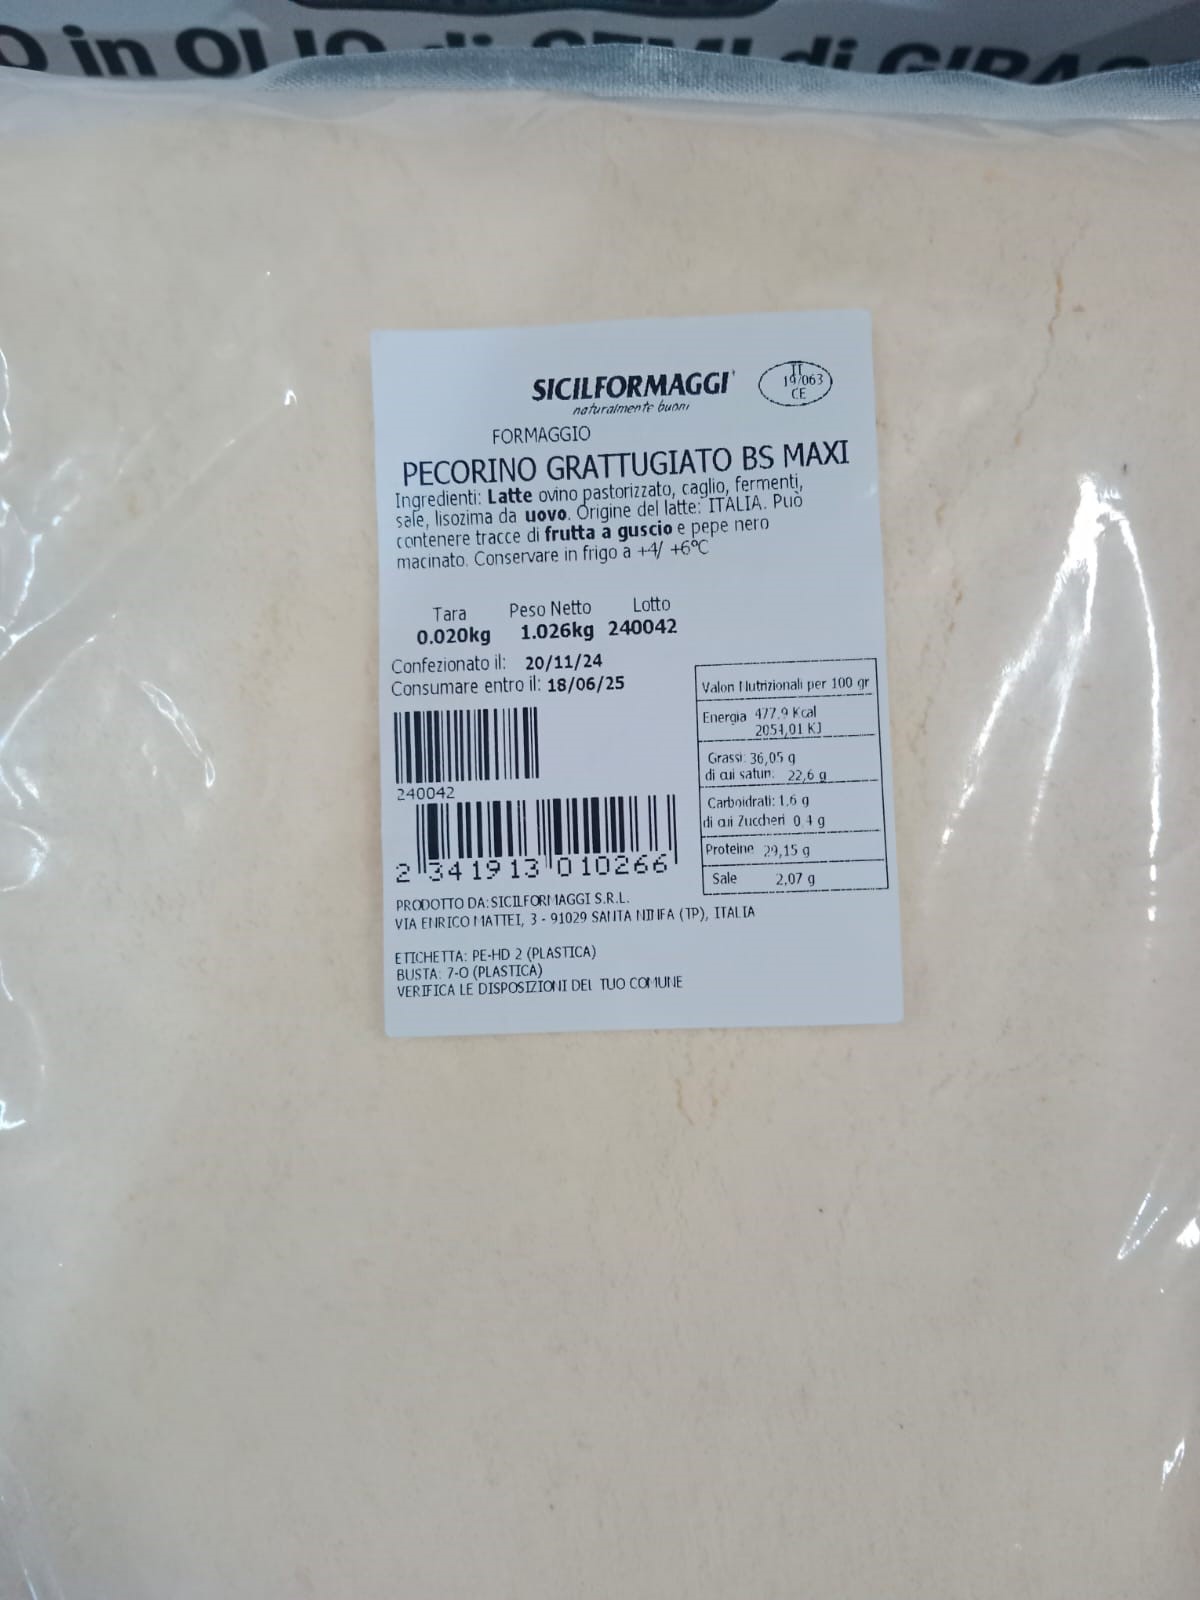 in OLIO di SEMI di
SICILFORMAGGI
naturalmente buoni
IT
19/063
CE
FORMAGGIO
PECORINO GRATTUGIATO BS MAXI
Ingredienti: Latte ovino pastorizzato, caglio, fermenti,
sale, lisozima da uovo. Origine del latte: ITALIA. Può
contenere tracce di frutta a guscio e pepe nero
macinato. Conservare in frigo a +4/ +6°C
Tara Peso Netto Lotto
0.020kg 1.026kg 240042
Confezionato il: 20/11/24
Consumare entro il: 18/06/25
240042
2 341913 010266
Valori Nutrizionali per 100 gr
Energia 477.9 Kcal
2054,01 KJ
Grassi: 36,05 g
di cui saturi: 22,6 g
Carboidrati: 1,6 g
di cui Zuccheri 0,4 g
Proteine 29,15 g
Sale 2,07 g
PRODOTTO DA: SICILFORMAGGI S.R.L.
VIA ENRICO MATTEI, 3 - 91029 SANTA NINFA (TP), ITALIA
ETICHETTA: PE-HD 2 (PLASTICA)
BUSTA: 7-O (PLASTICA)
VERIFICA LE DISPOSIZIONI DEL TUO COMUNE